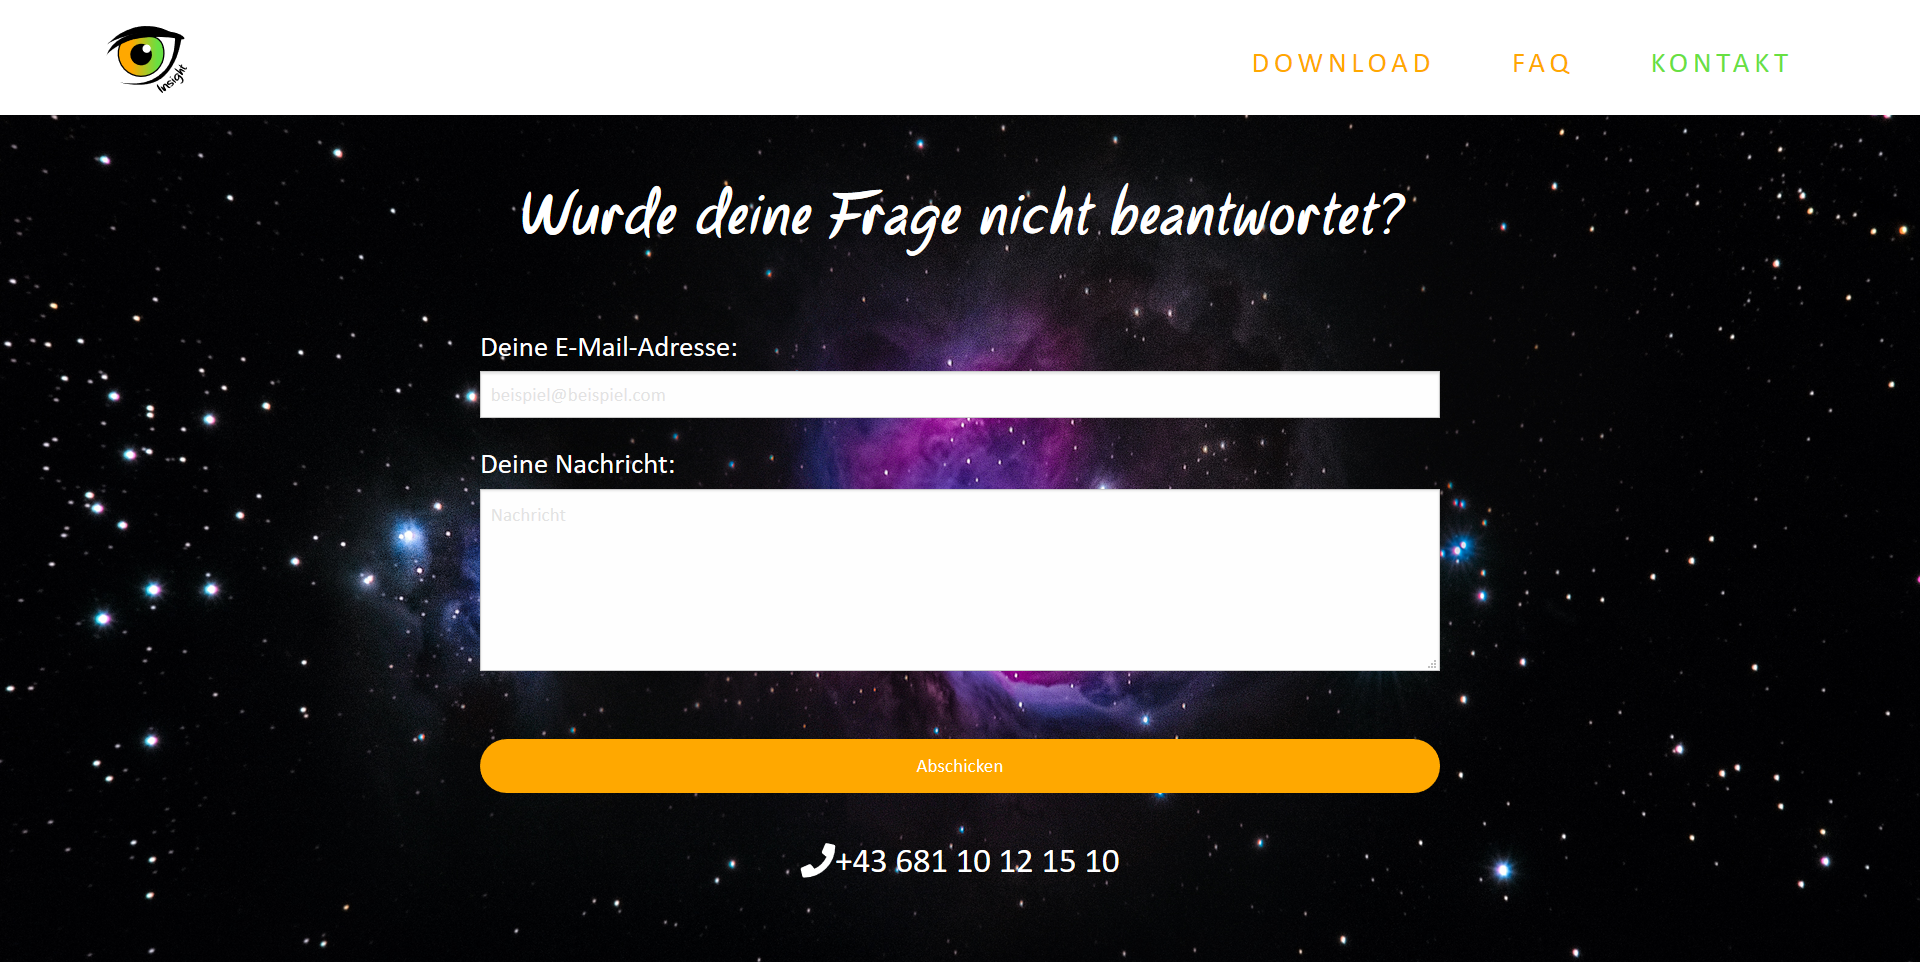 Insight
DOWNLOAD FAQ KONTAKT
Wurde deine Frage nicht beantwortet?
Deine E-Mail-Adresse:
beispiel@beispiel.com
Deine Nachricht:
Nachricht
Abschicken
+43 681 10 12 15 10